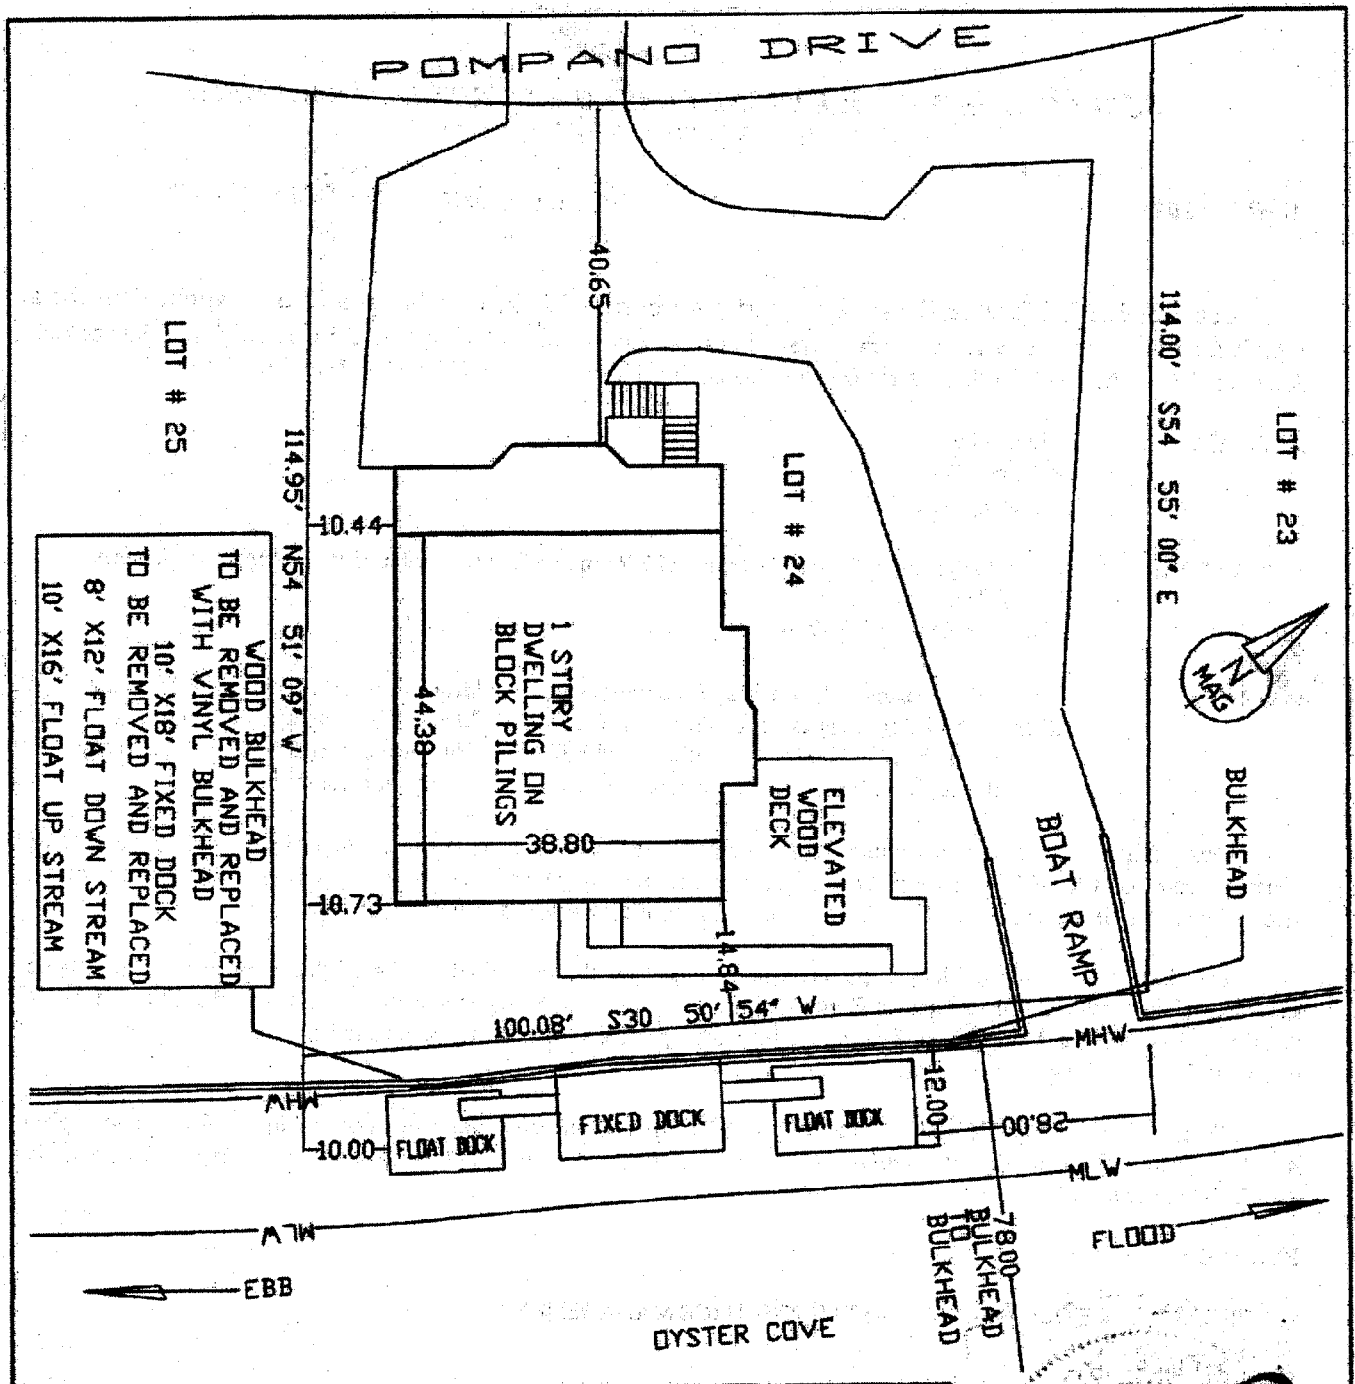 POMPANO DRIVE
40.65
LOT # 25
114.95' N54 51' 09" W
LOT # 24
114.00' S54 55' 00" E
LOT # 23
N
MAG
10.44
44.38
1 STORY
DWELLING ON
BLOCK PILINGS
38.80
10.73
ELEVATED
WOOD
DECK
14.84
BOAT RAMP
BULKHEAD
WOOD BULKHEAD
TO BE REMOVED AND REPLACED
WITH VINYL BULKHEAD
10' X18' FIXED DOCK
TO BE REMOVED AND REPLACED
8' X12' FLOAT DOWN STREAM
10' X16' FLOAT UP STREAM
100.08' S30 50' 54" W
MHW
MHW
FLOAT DOCK
FIXED DOCK
FLOAT DOCK
12.00
28.00
10.00
MLW
MLW
78.00
BULKHEAD
TO
BULKHEAD
FLOOD
EBB
OYSTER COVE